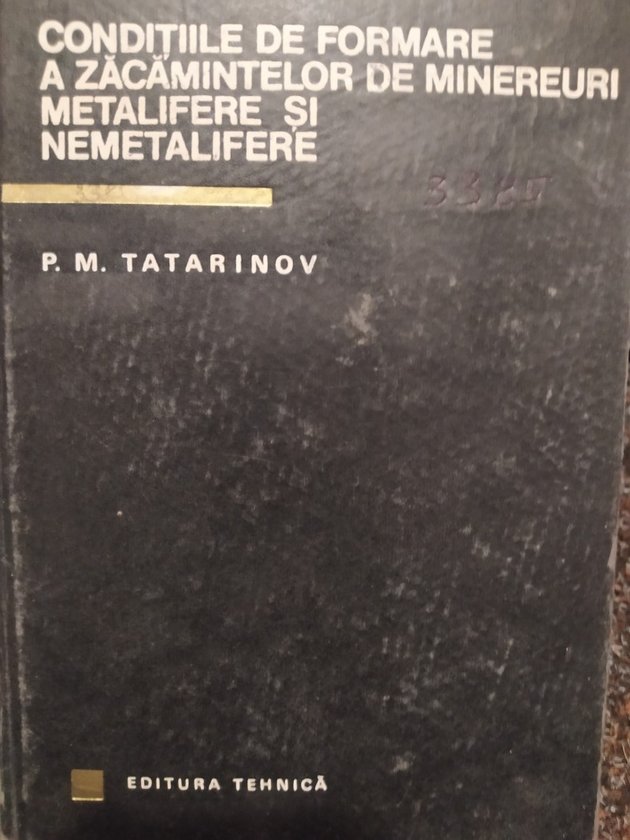 CONDIȚIILE DE FORMARE
A ZĂCĂMINTELOR DE MINEREURI
METALIFERE ȘI
NEMETALIFERE
P. M. TATARINOV
EDITURA TEHNICĂ